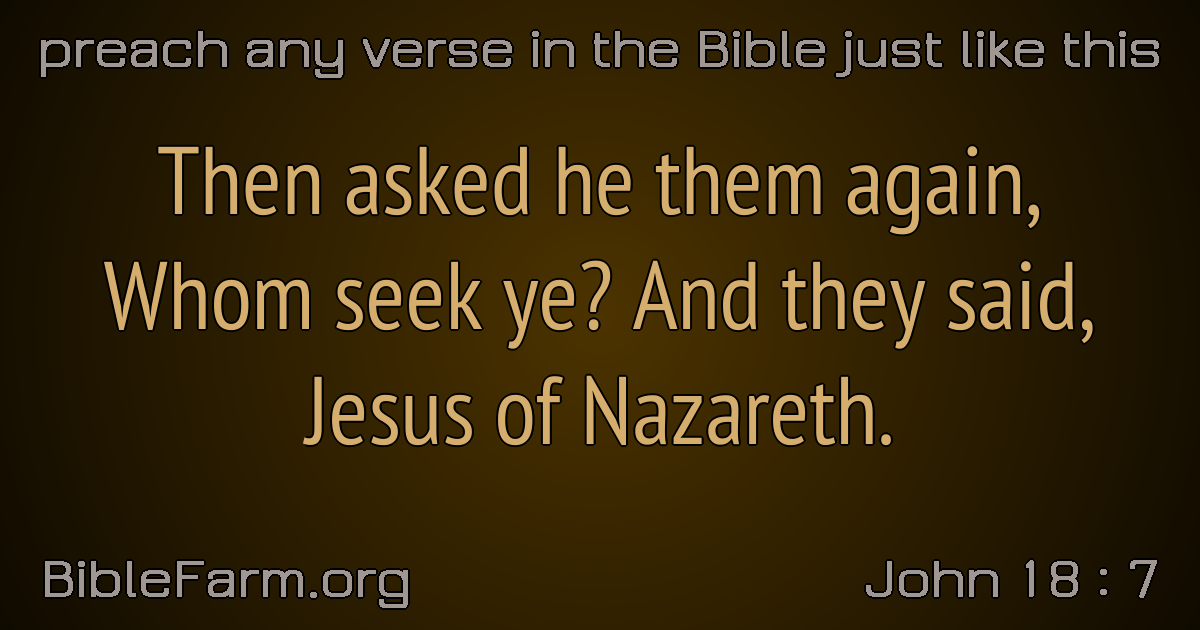 preach any verse in the Bible just like this
Then asked he them again,
Whom seek ye? And they said,
Jesus of Nazareth.
BibleFarm.org
John 18 : 7